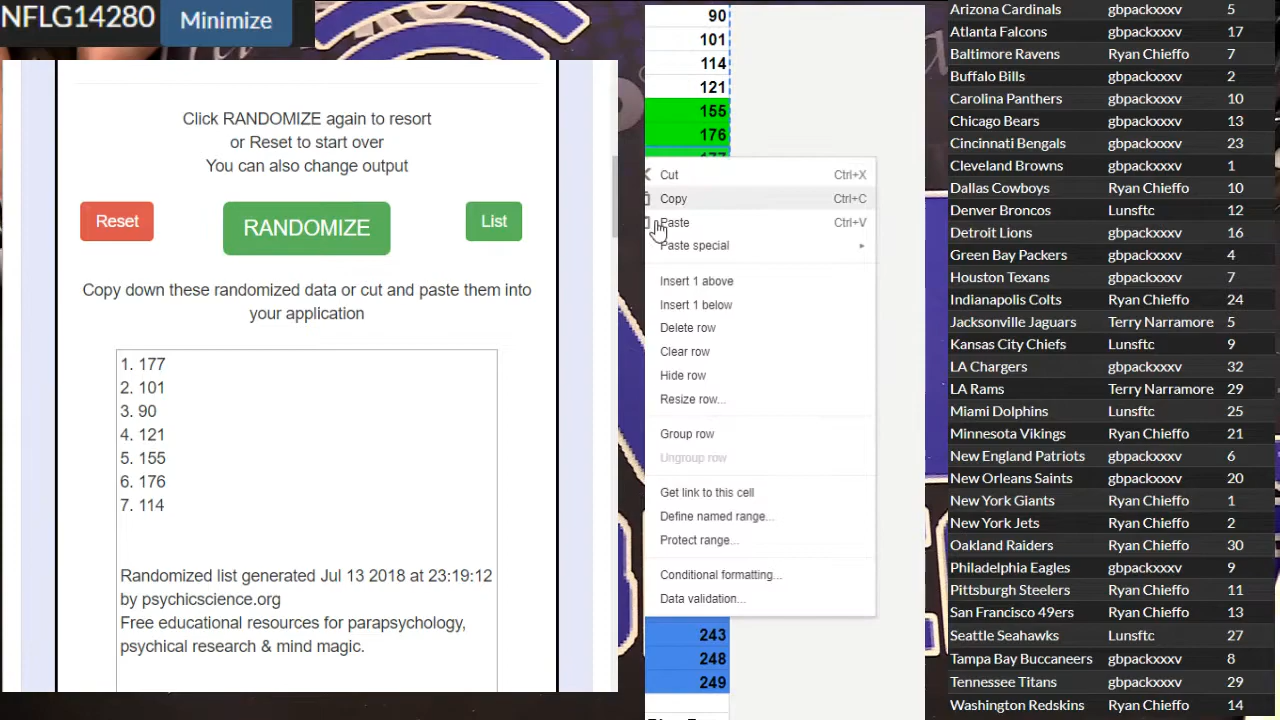 NFLG14280
Minimize
Click RANDOMIZE again to resort
or Reset to start over
You can also change output
Reset
RANDOMIZE
List
Copy down these randomized data or cut and paste them into
your application
1. 177
2. 101
3. 90
4. 121
5. 155
6. 176
7. 114
Randomized list generated Jul 13 2018 at 23:19:12
by psychicscience.org
Free educational resources for parapsychology,
psychical research & mind magic.
90
101
114
121
155
176
177
Cut Ctrl+X
Copy Ctrl+C
Paste Ctrl+V
Paste special
Insert 1 above
Insert 1 below
Delete row
Clear row
Hide row
Resize row...
Group row
Ungroup row
Get link to this cell
Define named range...
Protect range...
Conditional formatting...
Data validation...
243
248
249
Arizona Cardinals gbpackxxxv 5
Atlanta Falcons gbpackxxxv 17
Baltimore Ravens Ryan Chieffo 7
Buffalo Bills gbpackxxxv 2
Carolina Panthers gbpackxxxv 10
Chicago Bears gbpackxxxv 13
Cincinnati Bengals gbpackxxxv 23
Cleveland Browns gbpackxxxv 1
Dallas Cowboys Ryan Chieffo 10
Denver Broncos Lunsftc 12
Detroit Lions gbpackxxxv 16
Green Bay Packers gbpackxxxv 4
Houston Texans gbpackxxxv 7
Indianapolis Colts Ryan Chieffo 24
Jacksonville Jaguars Terry Narramore 5
Kansas City Chiefs Lunsftc 9
LA Chargers gbpackxxxv 32
LA Rams Terry Narramore 29
Miami Dolphins Lunsftc 25
Minnesota Vikings Ryan Chieffo 21
New England Patriots gbpackxxxv 6
New Orleans Saints gbpackxxxv 20
New York Giants Ryan Chieffo 1
New York Jets Ryan Chieffo 2
Oakland Raiders Ryan Chieffo 30
Philadelphia Eagles gbpackxxxv 9
Pittsburgh Steelers Ryan Chieffo 11
San Francisco 49ers Ryan Chieffo 13
Seattle Seahawks Lunsftc 27
Tampa Bay Buccaneers gbpackxxxv 8
Tennessee Titans gbpackxxxv 29
Washington Redskins Ryan Chieffo 14